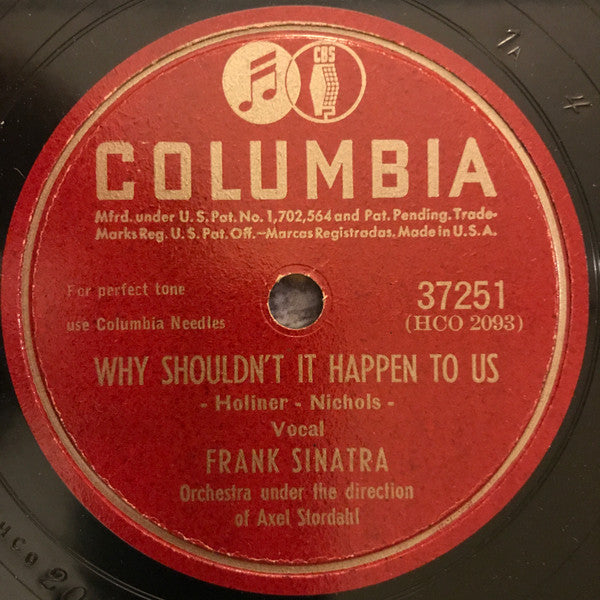 CBS
COLUMBIA
Mfrd. under U.S. Pat. No. 1,702,564 and Pat. Pending. Trade-
Marks Reg. U.S. Pat. Off.—Marcas Registradas. Made in U.S.A.
For perfect tone
use Columbia Needles
37251
(HCO 2093)
WHY SHOULDN'T IT HAPPEN TO US
- Holiner - Nichols -
Vocal
FRANK SINATRA
Orchestra under the direction
of Axel Stordahl
1A